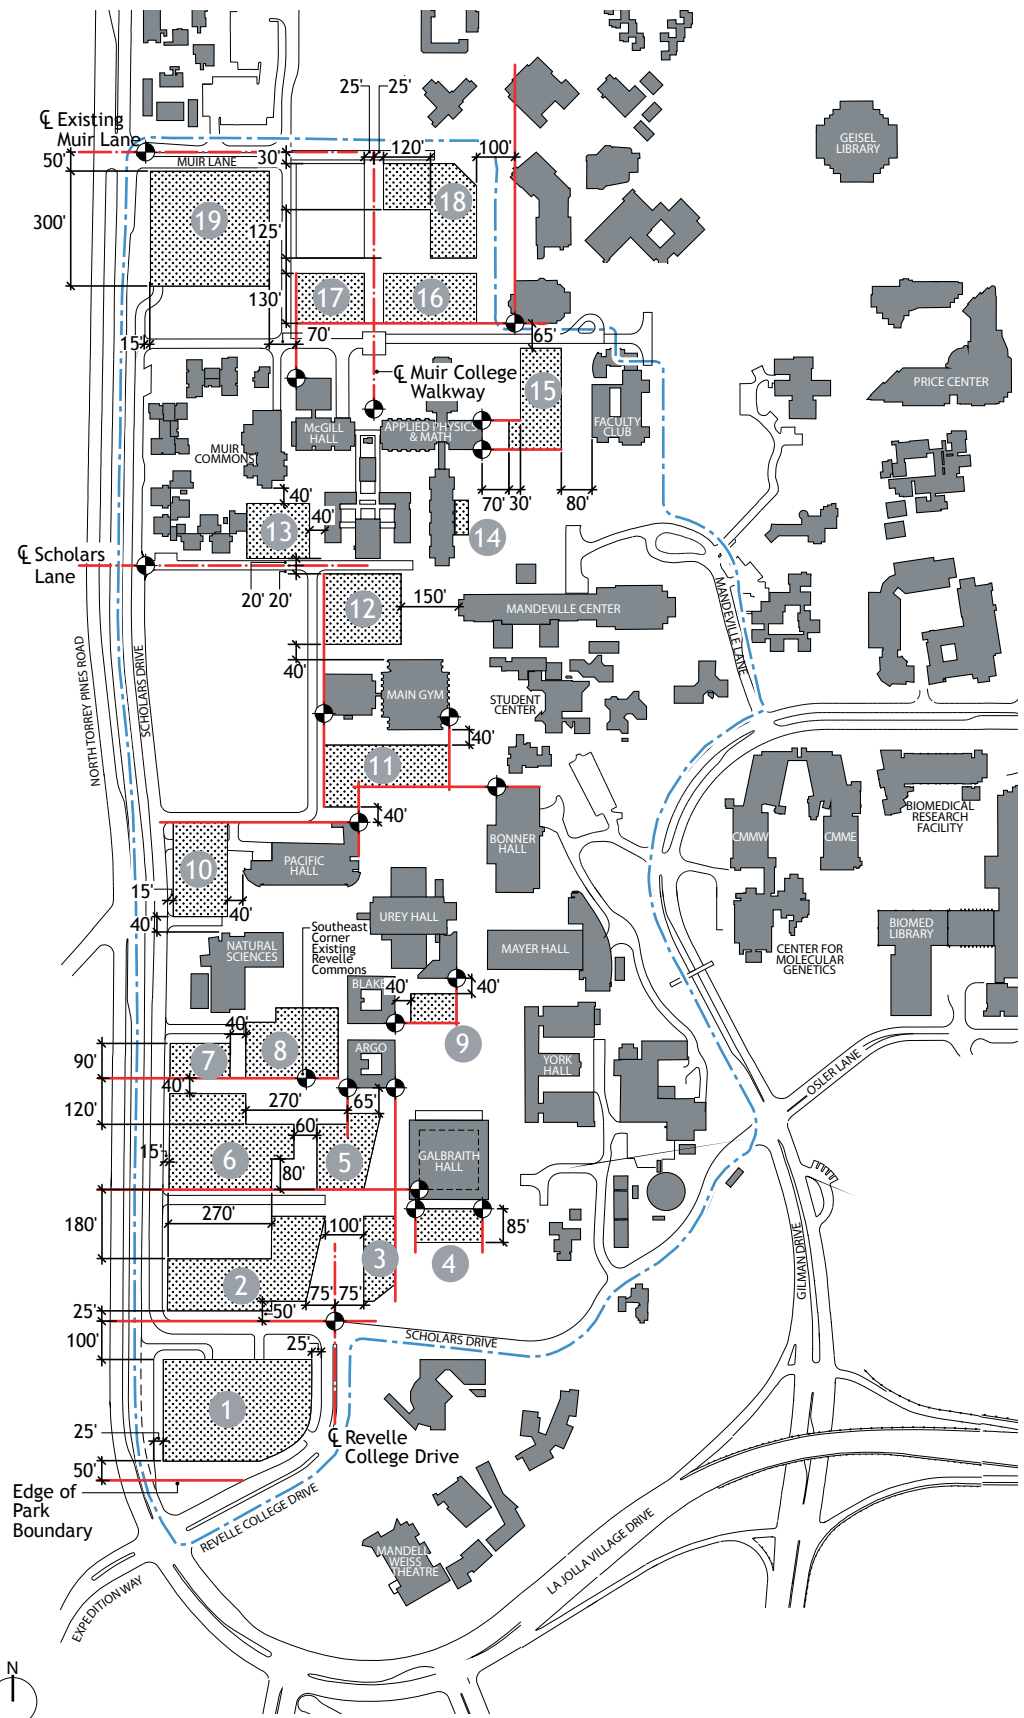 25' 25'
℄ Existing
Muir Lane
50'
MUIR LANE
30'
120'
100'
GEISEL
LIBRARY
18
19
300'
125'
130'
17
16
15'
70'
65'
℄ Muir College
Walkway
15
PRICE CENTER
McGILL
HALL
APPLIED PHYSICS
& MATH
FACULTY
CLUB
MUIR
COMMONS
40'
70'
30'
80'
13
40'
14
℄ Scholars
Lane
20' 20'
12
150'
MANDEVILLE CENTER
MANDEVILLE LANE
NORTH TORREY PINES ROAD
SCHOLARS DRIVE
40'
MAIN GYM
STUDENT
CENTER
40'
11
40'
BONNER
HALL
CMMW
CMME
BIOMEDICAL
RESEARCH
FACILITY
10
PACIFIC
HALL
15'
40'
40'
UREY HALL
Southeast
Corner
Existing
Revelle
Commons
NATURAL
SCIENCES
MAYER HALL
BIOMED
LIBRARY
CENTER FOR
MOLECULAR
GENETICS
BLAKE
40'
40'
9
40'
7
8
90'
ARGO
YORK
HALL
OSLER LANE
40'
120'
270'
65'
60'
15'
6
80'
5
GALBRAITH
HALL
180'
270'
100'
3
85'
4
2
75' 75'
50'
25'
100'
25'
SCHOLARS DRIVE
GILMAN DRIVE
1
25'
50'
℄ Revelle
College Drive
Edge of
Park
Boundary
REVELLE COLLEGE DRIVE
MANDELL
WEISS
THEATRE
LA JOLLA VILLAGE DRIVE
EXPEDITION WAY
N